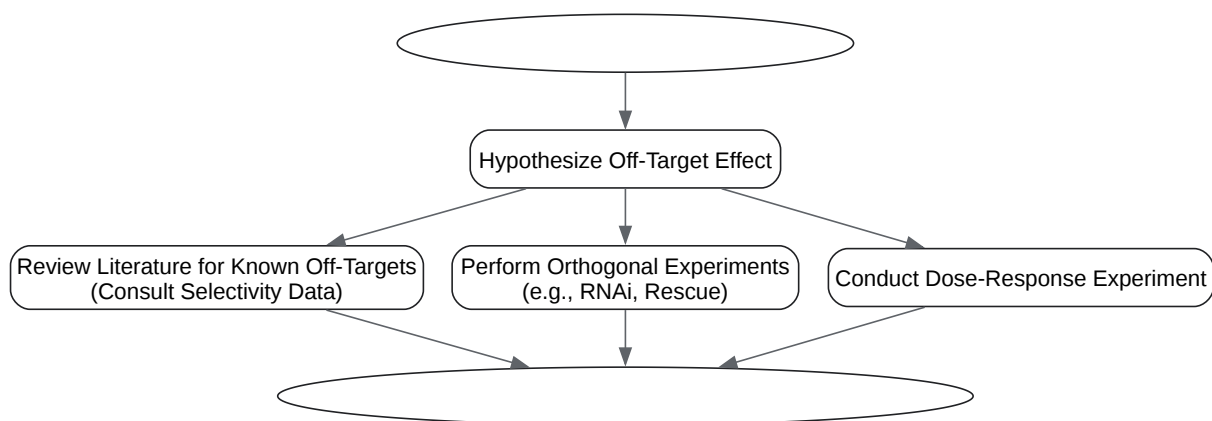 Hypothesize Off-Target Effect
Review Literature for Known Off-Targets
(Consult Selectivity Data)
Perform Orthogonal Experiments
(e.g., RNAi, Rescue)
Conduct Dose-Response Experiment